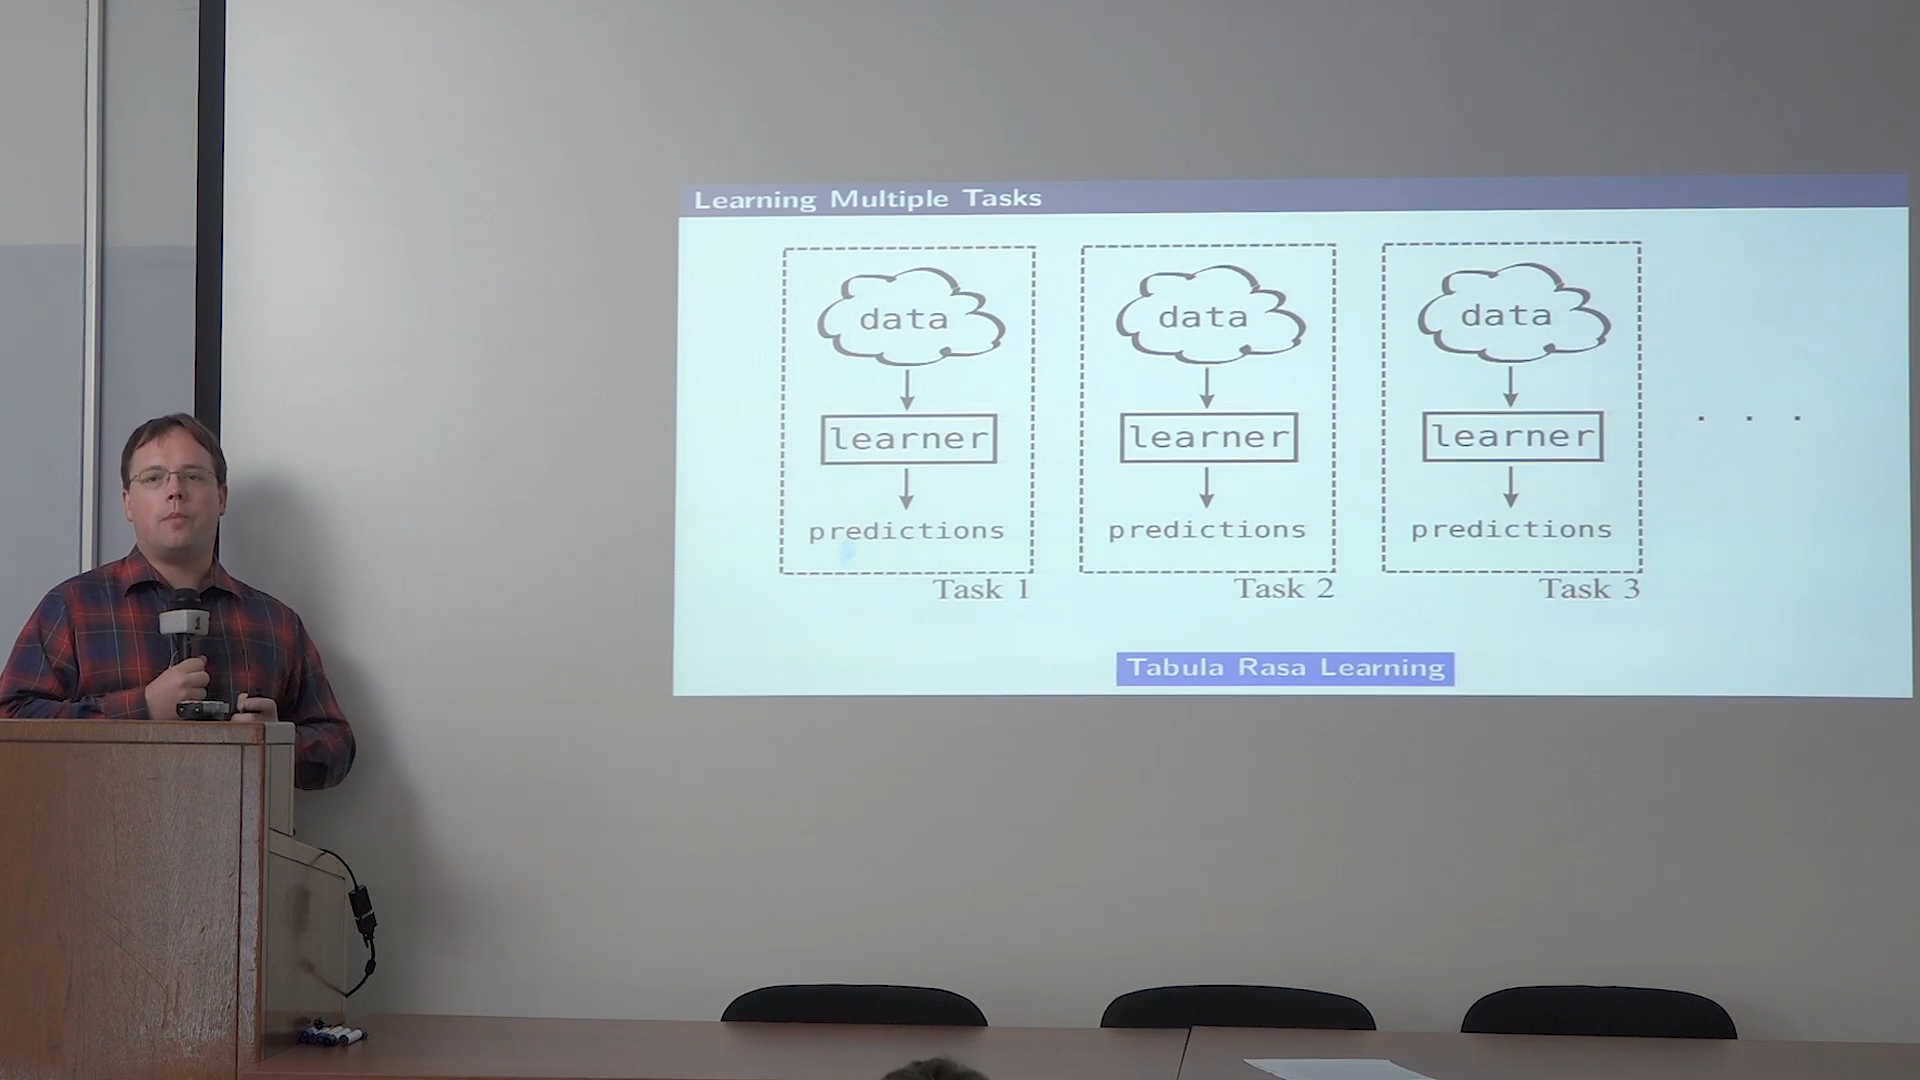 Learning Multiple Tasks
data data data
learner learner learner
. . .
predictions predictions predictions
Task 1 Task 2 Task 3
Tabula Rasa Learning
1